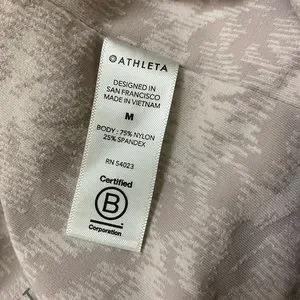 ATHLETA
DESIGNED IN
SAN FRANCISCO
MADE IN VIETNAM
M
BODY : 75% NYLON
25% SPANDEX
RN 54023
Certified
B
Corporation